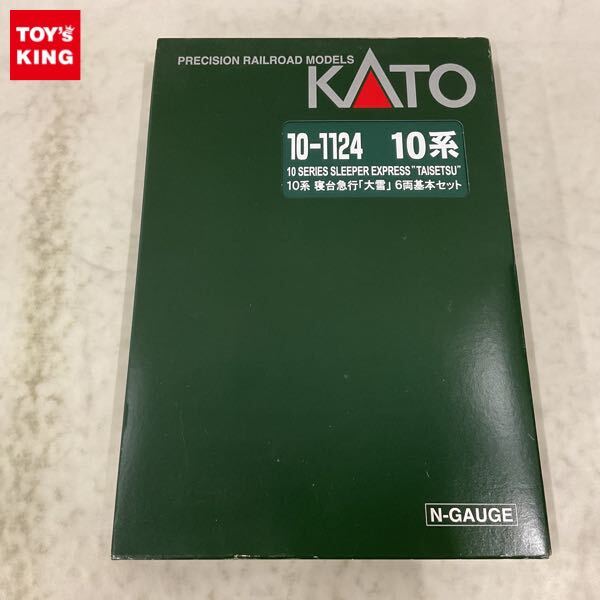 TOY's
KING
PRECISION RAILROAD MODELS
KATO
10-1124 10系
10 SERIES SLEEPER EXPRESS "TAISETSU"
10系 寝台急行「大雪」6両基本セット
N-GAUGE